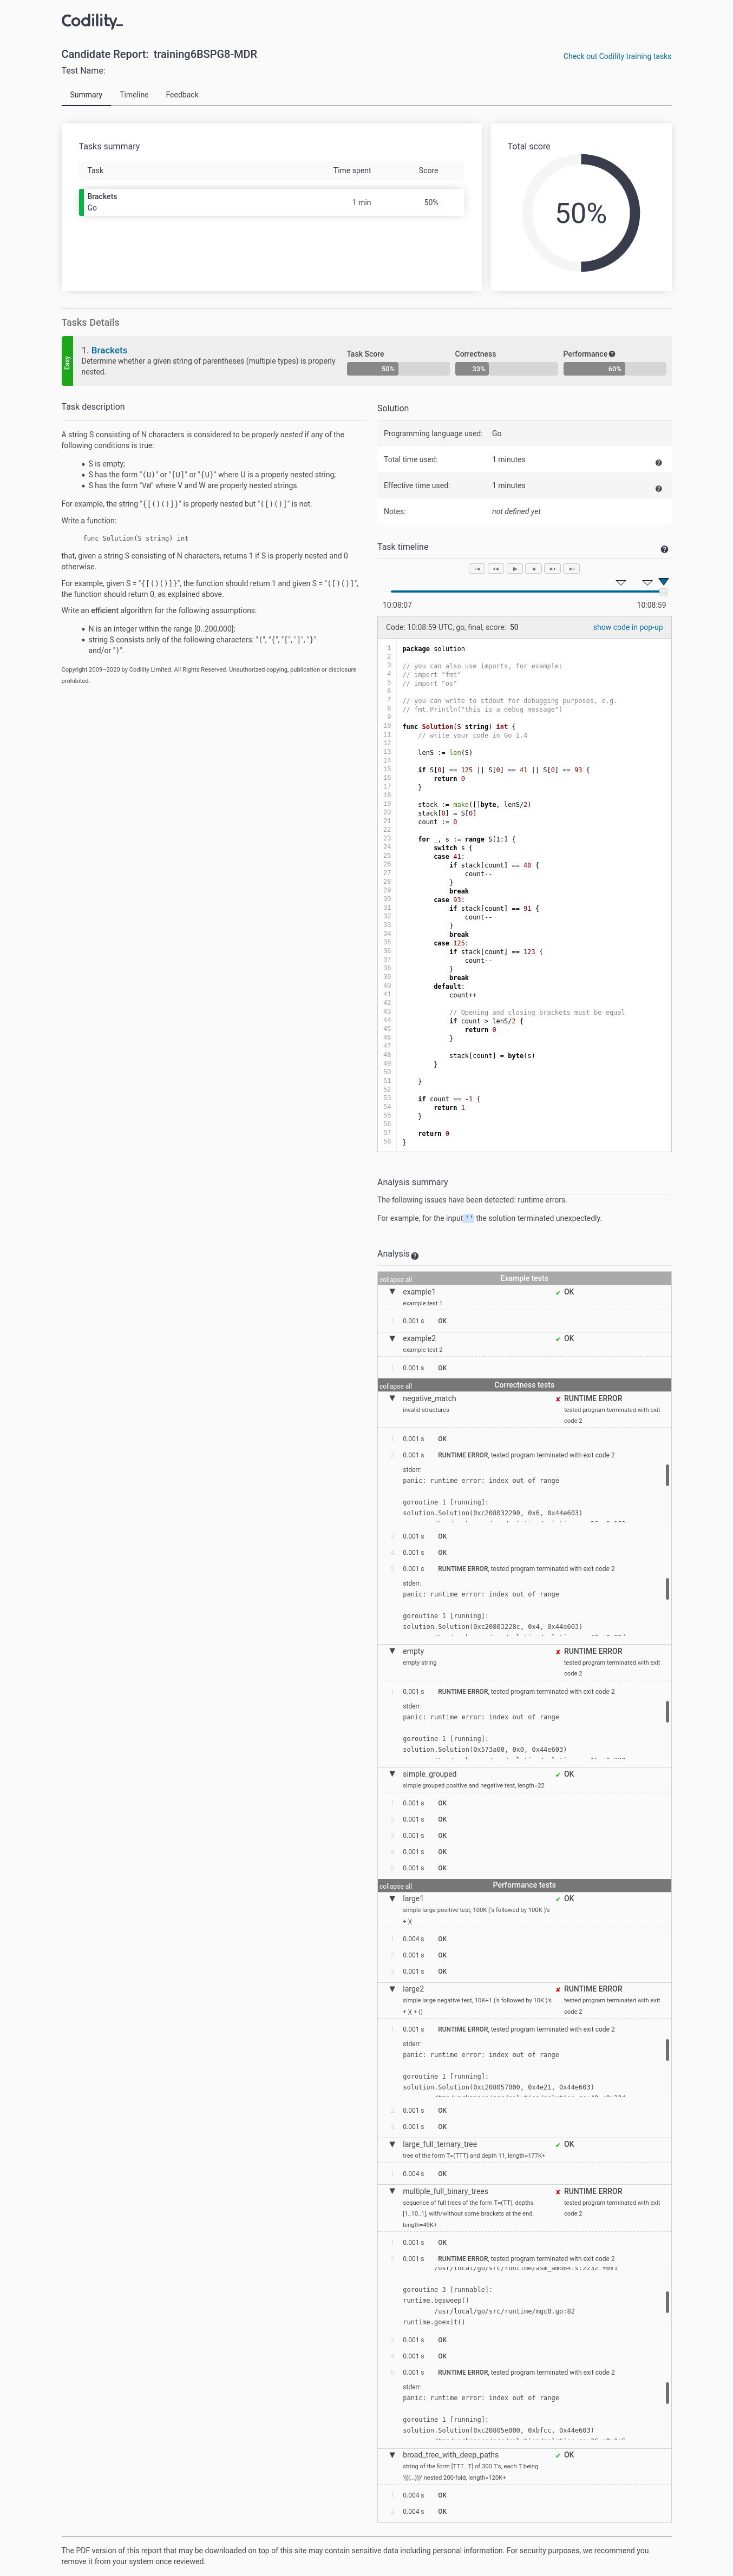 Codility_
Candidate Report: training6BSPG8-MDR
Check out Codility training tasks
Test Name:
Summary
Timeline
Feedback
Tasks summary
Task
Time spent
Score
Brackets
Go
1 min
50%
Total score
50%
Tasks Details
Easy
1. Brackets
Determine whether a given string of parentheses (multiple types) is properly
nested.
Task Score
50%
Correctness
33%
Performance
60%
Task description
A string S consisting of N characters is considered to be properly nested if any of the
following conditions is true:
• S is empty;
• S has the form "(U)" or "[U]" or "{U}" where U is a properly nested string;
• S has the form "VW" where V and W are properly nested strings.
For example, the string "{[()()]}" is properly nested but "([)()]" is not.
Write a function:
func Solution(S string) int
that, given a string S consisting of N characters, returns 1 if S is properly nested and 0
otherwise.
For example, given S = "{[()()]}", the function should return 1 and given S = "([)()]",
the function should return 0, as explained above.
Write an efficient algorithm for the following assumptions:
• N is an integer within the range [0..200,000];
• string S consists only of the following characters: "(", "{", "[", "]", "}"
and/or ")".
Copyright 2009–2020 by Codility Limited. All Rights Reserved. Unauthorized copying, publication or disclosure
prohibited.
Solution
Programming language used: Go
Total time used: 1 minutes
Effective time used: 1 minutes
Notes: not defined yet
Task timeline
10:08:07
10:08:59
Code: 10:08:59 UTC, go, final, score: 50
show code in pop-up
1 package solution
2
3 // you can also use imports, for example:
4 // import "fmt"
5 // import "os"
6
7 // you can write to stdout for debugging purposes, e.g.
8 // fmt.Println("this is a debug message")
9
10 func Solution(S string) int {
11 // write your code in Go 1.4
12
13 lenS := len(S)
14
15 if S[0] == 125 || S[0] == 41 || S[0] == 93 {
16 return 0
17 }
18
19 stack := make([]byte, lenS/2)
20 stack[0] = S[0]
21 count := 0
22
23 for _, s := range S[1:] {
24 switch s {
25 case 41:
26 if stack[count] == 40 {
27 count--
28 }
29 break
30 case 93:
31 if stack[count] == 91 {
32 count--
33 }
34 break
35 case 125:
36 if stack[count] == 123 {
37 count--
38 }
39 break
40 default:
41 count++
42
43 // Opening and closing brackets must be equal
44 if count > lenS/2 {
45 return 0
46 }
47
48 stack[count] = byte(s)
49 }
50
51 }
52
53 if count == -1 {
54 return 1
55 }
56
57 return 0
58 }
Analysis summary
The following issues have been detected: runtime errors.
For example, for the input '' the solution terminated unexpectedly.
Analysis
collapse all
Example tests
example1
example test 1
OK
1. 0.001 s OK
example2
example test 2
OK
1. 0.001 s OK
collapse all
Correctness tests
negative_match
invalid structures
RUNTIME ERROR
tested program terminated with exit
code 2
1. 0.001 s OK
2. 0.001 s RUNTIME ERROR, tested program terminated with exit code 2
stderr:
panic: runtime error: index out of range
goroutine 1 [running]:
solution.Solution(0xc208032290, 0x6, 0x44e603)
3. 0.001 s OK
4. 0.001 s OK
5. 0.001 s RUNTIME ERROR, tested program terminated with exit code 2
stderr:
panic: runtime error: index out of range
goroutine 1 [running]:
solution.Solution(0xc20803228c, 0x4, 0x44e603)
empty
empty string
RUNTIME ERROR
tested program terminated with exit
code 2
1. 0.001 s RUNTIME ERROR, tested program terminated with exit code 2
stderr:
panic: runtime error: index out of range
goroutine 1 [running]:
solution.Solution(0x573a00, 0x0, 0x44e603)
simple_grouped
simple grouped positive and negative test, length=22
OK
1. 0.001 s OK
2. 0.001 s OK
3. 0.001 s OK
4. 0.001 s OK
5. 0.001 s OK
collapse all
Performance tests
large1
simple large positive test, 100K ('s followed by 100K )'s
+ )(
OK
1. 0.004 s OK
2. 0.001 s OK
3. 0.001 s OK
large2
simple large negative test, 10K+1 ('s followed by 10K )'s
+ )( + ()
RUNTIME ERROR
tested program terminated with exit
code 2
1. 0.001 s RUNTIME ERROR, tested program terminated with exit code 2
stderr:
panic: runtime error: index out of range
goroutine 1 [running]:
solution.Solution(0xc208057000, 0x4e21, 0x44e603)
2. 0.001 s OK
3. 0.001 s OK
large_full_ternary_tree
tree of the form T=(TTT) and depth 11, length=177K+
OK
1. 0.004 s OK
multiple_full_binary_trees
sequence of full trees of the form T=(TT), depths
[1..10..1], with/without some brackets at the end,
length=49K+
RUNTIME ERROR
tested program terminated with exit
code 2
1. 0.001 s OK
2. 0.001 s RUNTIME ERROR, tested program terminated with exit code 2
/usr/local/go/src/runtime/asm_amd64.s:2232 +0x1
goroutine 3 [runnable]:
runtime.bgsweep()
/usr/local/go/src/runtime/mgc0.go:82
runtime.goexit()
3. 0.001 s OK
4. 0.001 s OK
5. 0.001 s RUNTIME ERROR, tested program terminated with exit code 2
stderr:
panic: runtime error: index out of range
goroutine 1 [running]:
solution.Solution(0xc20805e000, 0xbfcc, 0x44e603)
broad_tree_with_deep_paths
string of the form [TTT...T] of 300 T's, each T being
'{{{...}}}' nested 200-fold, length=120K+
OK
1. 0.004 s OK
2. 0.004 s OK
The PDF version of this report that may be downloaded on top of this site may contain sensitive data including personal information. For security purposes, we recommend you
remove it from your system once reviewed.